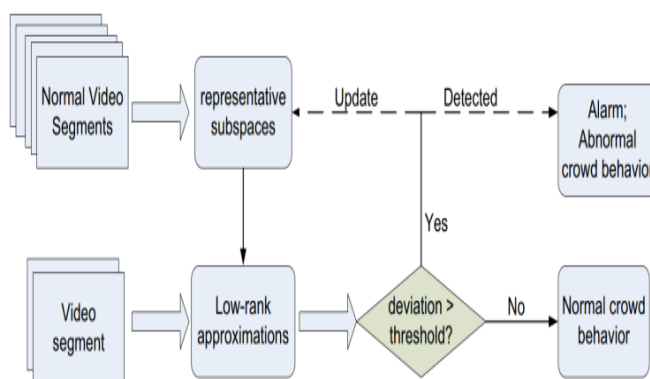 Normal Video
Segments
representative
subspaces
Update
Detected
Alarm;
Abnormal
crowd behavior
Yes
Video
segment
Low-rank
approximations
deviation >
threshold?
No
Normal crowd
behavior